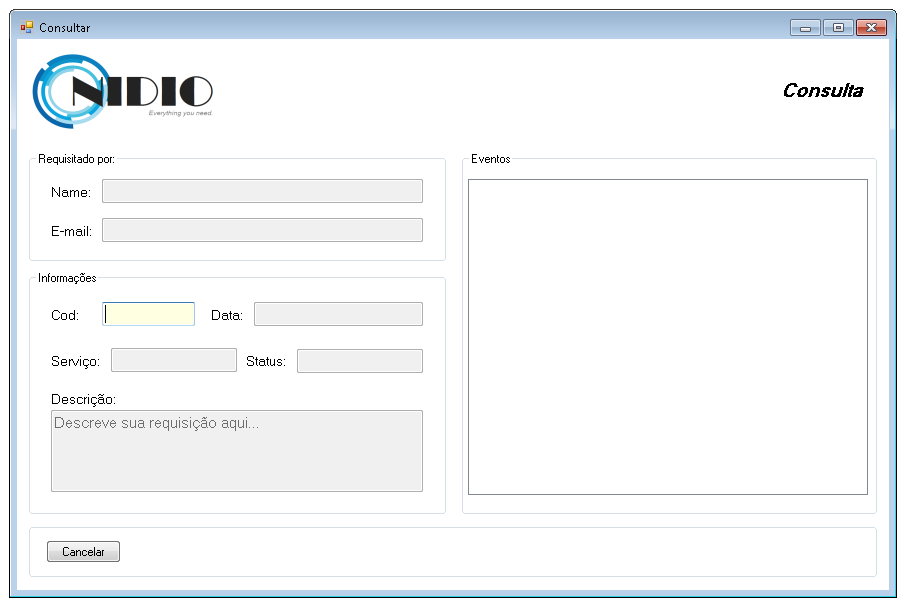 Consultar
NIDIO
Everything you need.
Consulta
Requisitado por:
Name:
E-mail:
Informações
Cod:
Data:
Serviço:
Status:
Descrição:
Descreve sua requisição aqui...
Eventos
Cancelar